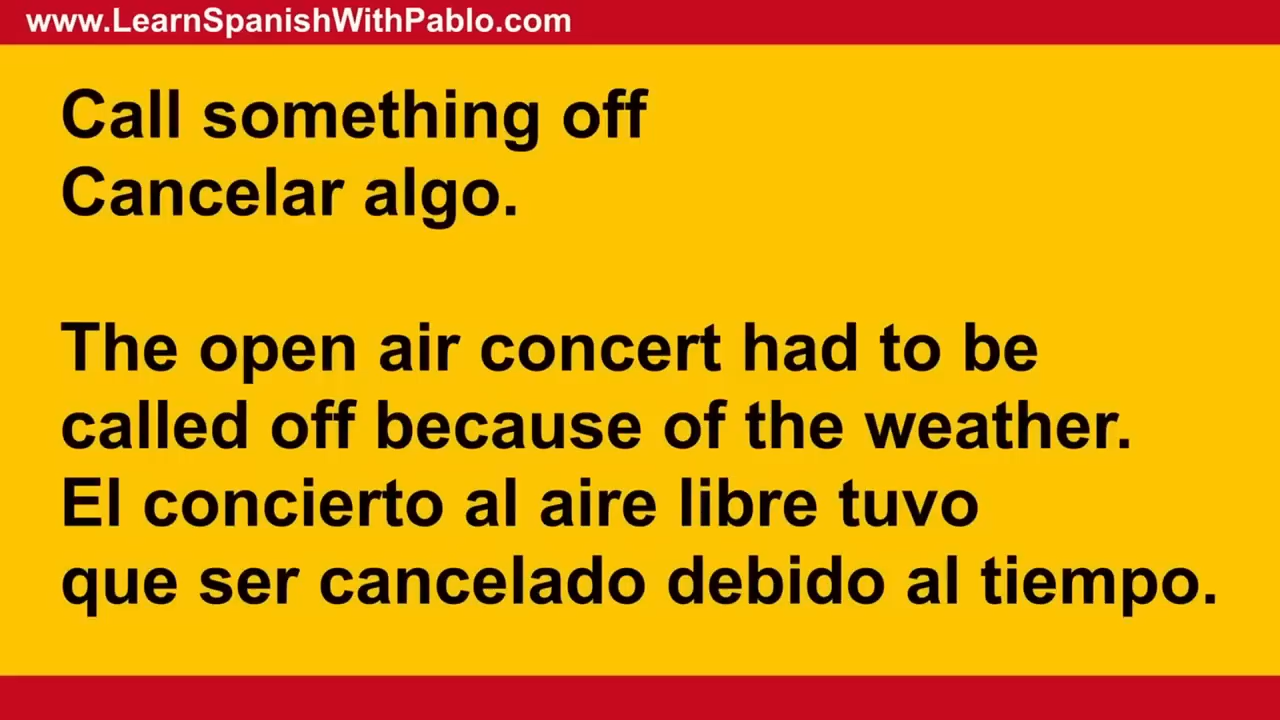 www.LearnSpanishWithPablo.com
Call something off
Cancelar algo.
The open air concert had to be
called off because of the weather.
El concierto al aire libre tuvo
que ser cancelado debido al tiempo.